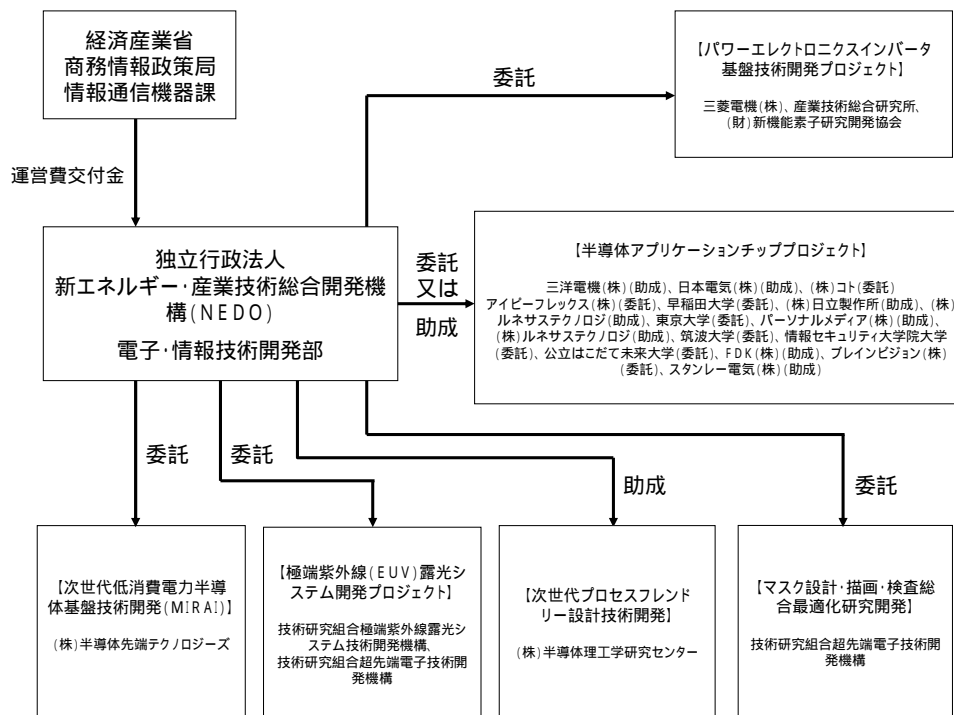 経済産業省
商務情報政策局
情報通信機器課
運営費交付金
独立行政法人
新エネルギー・産業技術総合開発機
構(NEDO)
電子・情報技術開発部
委託
【パワーエレクトロニクスインバータ
基盤技術開発プロジェクト】
三菱電機(株)、産業技術総合研究所、
(財)新機能素子研究開発協会
委託
又は
助成
【半導体アプリケーションチッププロジェクト】
三洋電機(株)(助成)、日本電気(株)(助成)、(株)コト(委託)
アイピーフレックス(株)(委託)、早稲田大学(委託)、(株)日立製作所(助成)、(株)
ルネサステクノロジ(助成)、東京大学(委託)、パーソナルメディア(株)(助成)、
(株)ルネサステクノロジ(助成)、筑波大学(委託)、情報セキュリティ大学院大学
(委託)、公立はこだて未来大学(委託)、FDK(株)(助成)、ブレインビジョン(株)
(委託)、スタンレー電気(株)(助成)
委託
委託
助成
委託
【次世代低消費電力半導
体基盤技術開発(MIRAI)】
(株)半導体先端テクノロジーズ
【極端紫外線(EUV)露光シ
ステム開発プロジェクト】
技術研究組合極端紫外線露光シ
ステム技術開発機構、
技術研究組合超先端電子技術開
発機構
【次世代プロセスフレンド
リー設計技術開発】
(株)半導体理工学研究センター
【マスク設計・描画・検査総
合最適化研究開発】
技術研究組合超先端電子技術開
発機構